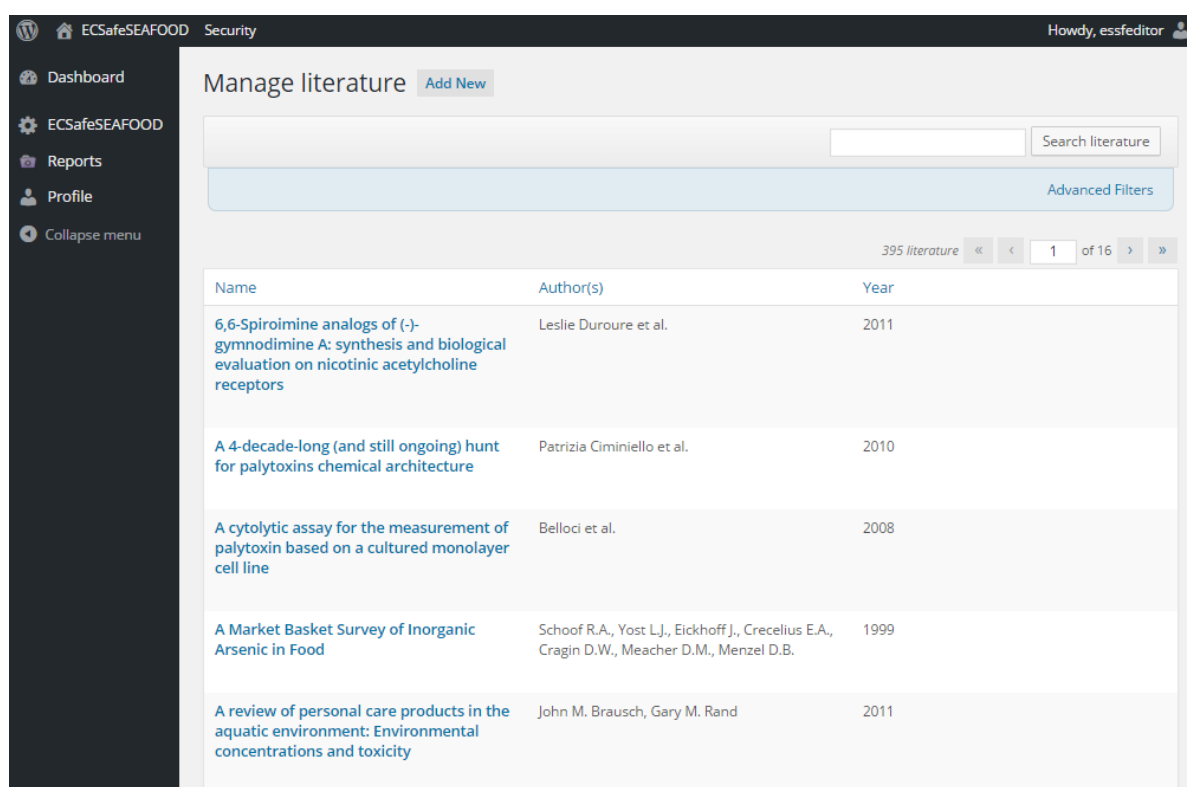 ECSafeSEAFOOD Security Howdy, essfeditor
Dashboard
ECSafeSEAFOOD
Reports
Profile
Collapse menu
Manage literature Add New
Search literature
Advanced Filters
395 literature « ‹ 1 of 16 › »
Name Author(s) Year
6,6-Spiroimine analogs of (-)- Leslie Duroure et al. 2011
gymnodimine A: synthesis and biological
evaluation on nicotinic acetylcholine
receptors
A 4-decade-long (and still ongoing) hunt Patrizia Ciminiello et al. 2010
for palytoxins chemical architecture
A cytolytic assay for the measurement of Belloci et al. 2008
palytoxin based on a cultured monolayer
cell line
A Market Basket Survey of Inorganic Schoof R.A., Yost L.J., Eickhoff J., Crecelius E.A., 1999
Arsenic in Food Cragin D.W., Meacher D.M., Menzel D.B.
A review of personal care products in the John M. Brausch, Gary M. Rand 2011
aquatic environment: Environmental
concentrations and toxicity